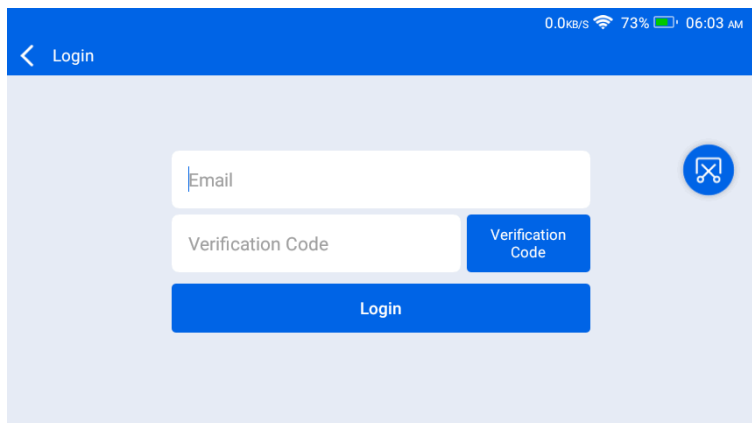 0.0KB/S 73% 06:03 AM
Login
Email
Verification Code
Verification
Code
Login